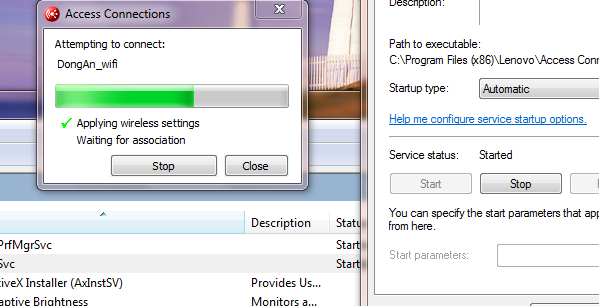 Access Connections
Attempting to connect:
DongAn_wifi
Applying wireless settings
Waiting for association
Stop
Close
Description
Statu
PrfMgrSvc
Start
Svc
Start
tiveX Installer (AxInstSV)
Provides Us...
aptive Brightness
Monitors a...
Start
Description:
Path to executable:
C:\Program Files (x86)\Lenovo\Access Conn
Startup type:
Automatic
Help me configure service startup options.
Service status:
Started
Start
Stop
You can specify the start parameters that app
from here.
Start parameters: